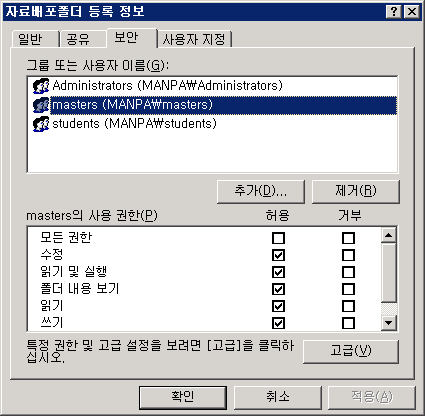 자료배포폴더 등록 정보
일반 공유 보안 사용자 지정
그룹 또는 사용자 이름(G):
Administrators (MANPA₩Administrators)
masters (MANPA₩masters)
students (MANPA₩students)
추가(D)... 제거(R)
masters의 사용 권한(P) 허용 거부
모든 권한
수정
읽기 및 실행
폴더 내용 보기
읽기
쓰기
특정 권한 및 고급 설정을 보려면 [고급]을 클릭하
십시오.
고급(V)
확인 취소 적용(A)